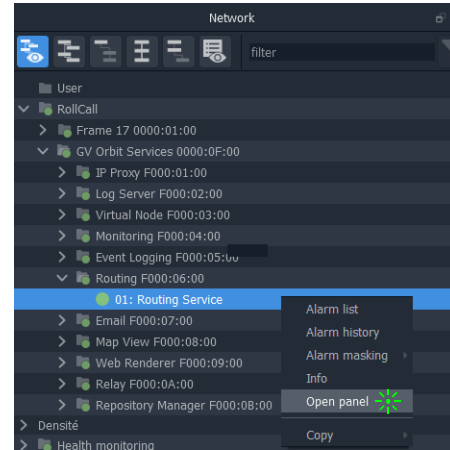 Network
filter
User
RollCall
Frame 17 0000:01:00
GV Orbit Services 0000:0F:00
IP Proxy F000:01:00
Log Server F000:02:00
Virtual Node F000:03:00
Monitoring F000:04:00
Event Logging F000:05:00
Routing F000:06:00
01: Routing Service
Email F000:07:00
Map View F000:08:00
Web Renderer F000:09:00
Relay F000:0A:00
Repository Manager F000:0B:00
Densité
Health monitoring
Alarm list
Alarm history
Alarm masking
Info
Open panel
Copy